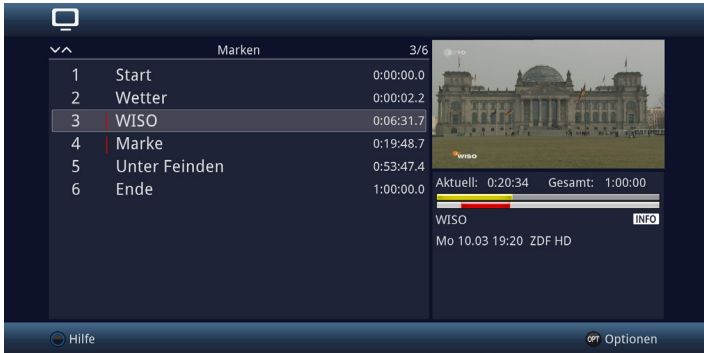 Marken 3/6
1 Start 0:00:00.0
2 Wetter 0:00:02.2
3 WISO 0:06:31.7
4 Marke 0:19:48.7
5 Unter Feinden 0:53:47.4
6 Ende 1:00:00.0
WISO
Aktuell: 0:20:34 Gesamt: 1:00:00
WISO INFO
Mo 10.03 19:20 ZDF HD
Hilfe
OPT Optionen